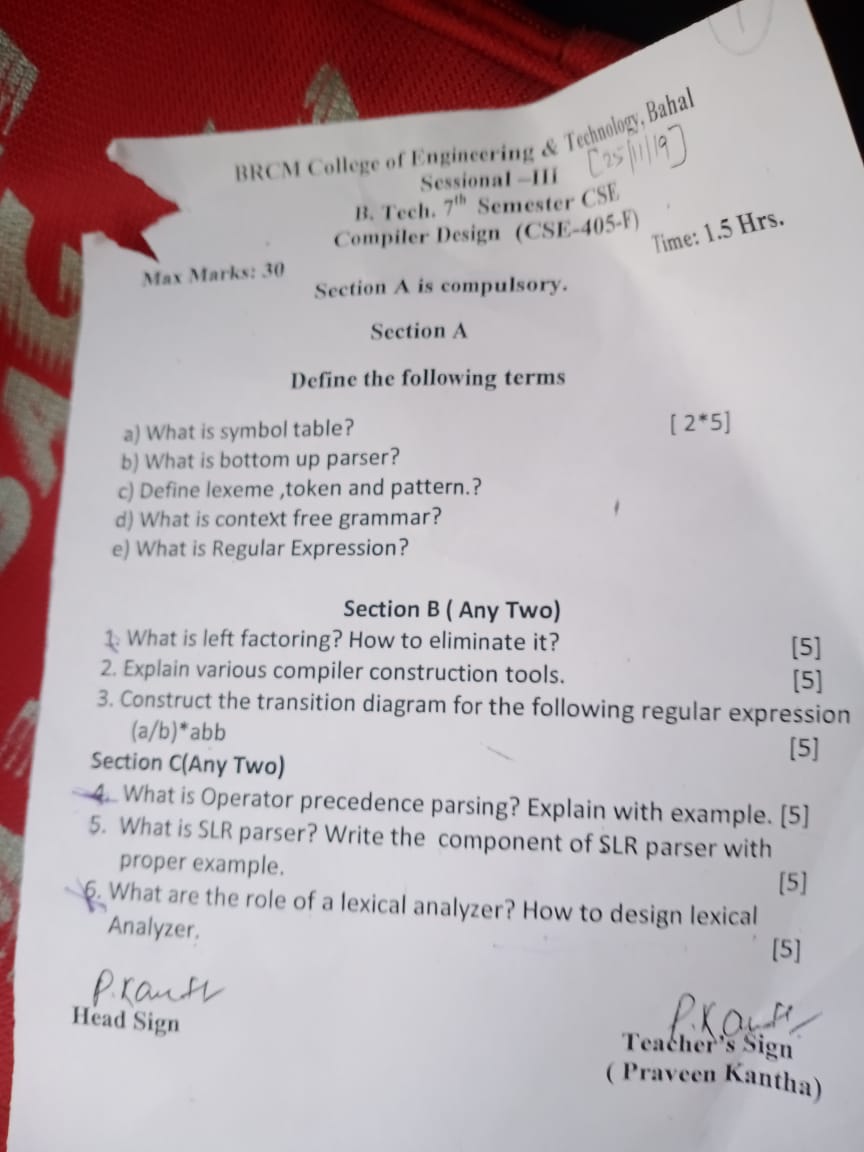 BRCM College of Engineering & Technology, Bahal
[25/11/19]
Sessional –III
B. Tech. 7th Semester CSE
Compiler Design (CSE-405-F)
Time: 1.5 Hrs.
Max Marks: 30
Section A is compulsory.
Section A
Define the following terms
a) What is symbol table? [ 2*5]
b) What is bottom up parser?
c) Define lexeme ,token and pattern.?
d) What is context free grammar?
e) What is Regular Expression?
Section B ( Any Two)
1. What is left factoring? How to eliminate it? [5]
2. Explain various compiler construction tools. [5]
3. Construct the transition diagram for the following regular expression
(a/b)*abb [5]
Section C(Any Two)
4. What is Operator precedence parsing? Explain with example. [5]
5. What is SLR parser? Write the component of SLR parser with
proper example. [5]
6. What are the role of a lexical analyzer? How to design lexical
Analyzer. [5]
Head Sign
Teacher's Sign
( Praveen Kantha)